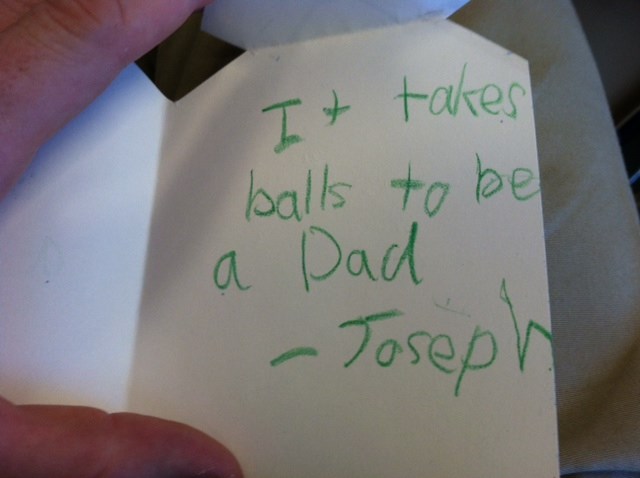 It takes
balls to be
a Dad
- Joseph